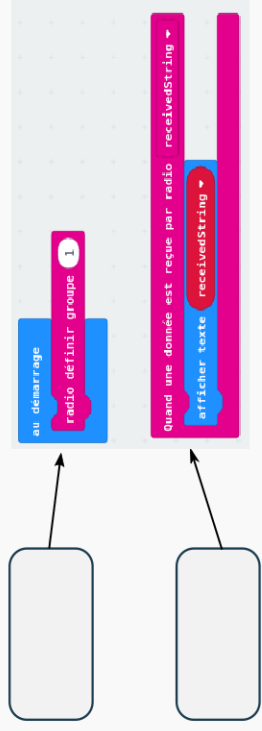 au démarrage
radio définir groupe 1
Quand une donnée est reçue par radio receivedString
afficher texte receivedString